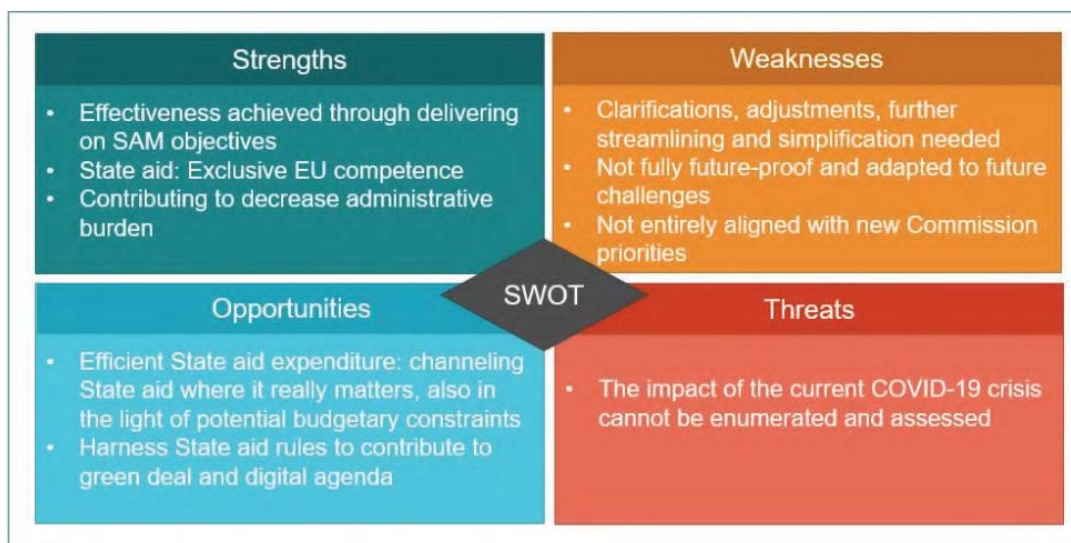 Strengths
• Effectiveness achieved through delivering
on SAM objectives
• State aid: Exclusive EU competence
• Contributing to decrease administrative
burden
Weaknesses
• Clarifications, adjustments, further
streamlining and simplification needed
• Not fully future-proof and adapted to future
challenges
• Not entirely aligned with new Commission
priorities
SWOT
Opportunities
• Efficient State aid expenditure: channeling
State aid where it really matters, also in
the light of potential budgetary constraints
• Harness State aid rules to contribute to
green deal and digital agenda
Threats
• The impact of the current COVID-19 crisis
cannot be enumerated and assessed